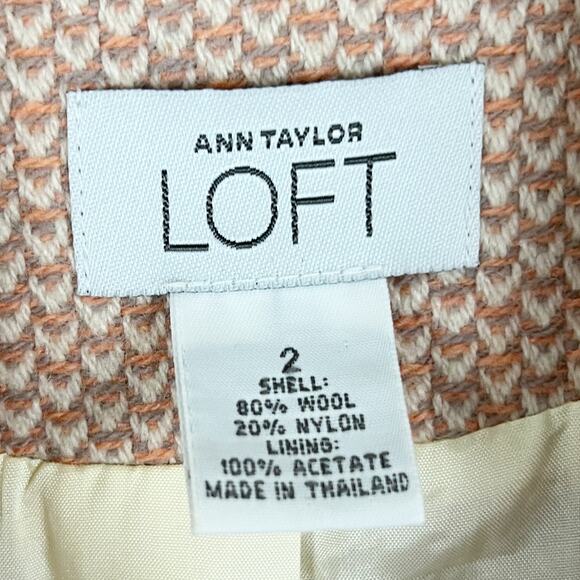 ANN TAYLOR
LOFT
2
SHELL:
80% WOOL
20% NYLON
LINING:
100% ACETATE
MADE IN THAILAND